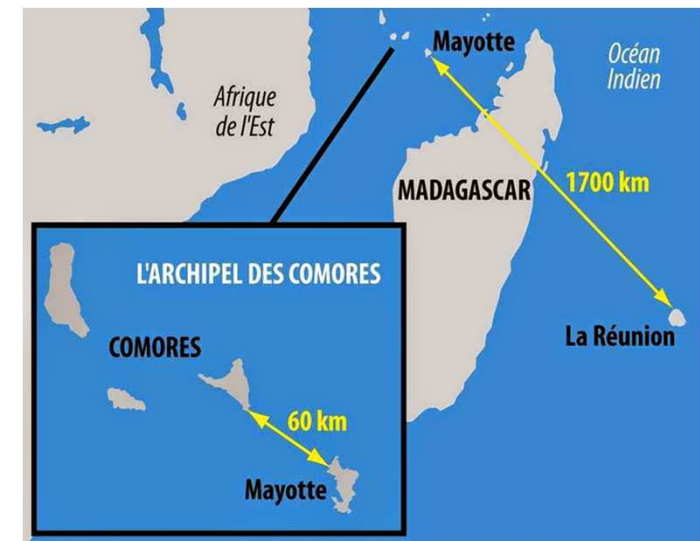 Mayotte
Océan
Indien
Afrique
de l'Est
1700 km
MADAGASCAR
L'ARCHIPEL DES COMORES
La Réunion
COMORES
60 km
Mayotte